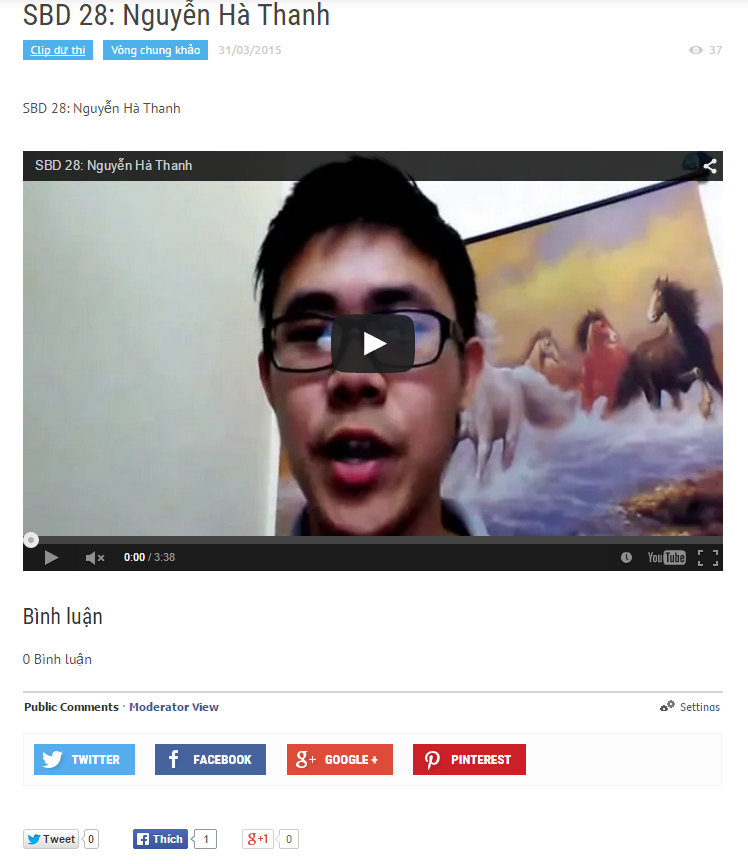 SBD 28: Nguyễn Hà Thanh
Clip dự thi Vòng chung khảo 31/03/2015 37
SBD 28: Nguyễn Hà Thanh
SBD 28: Nguyễn Hà Thanh
0:00 / 3:38 YouTube
Bình luận
0 Bình luận
Public Comments · Moderator View Settings
TWITTER FACEBOOK GOOGLE + PINTEREST
Tweet 0 Thích 1 +1 0